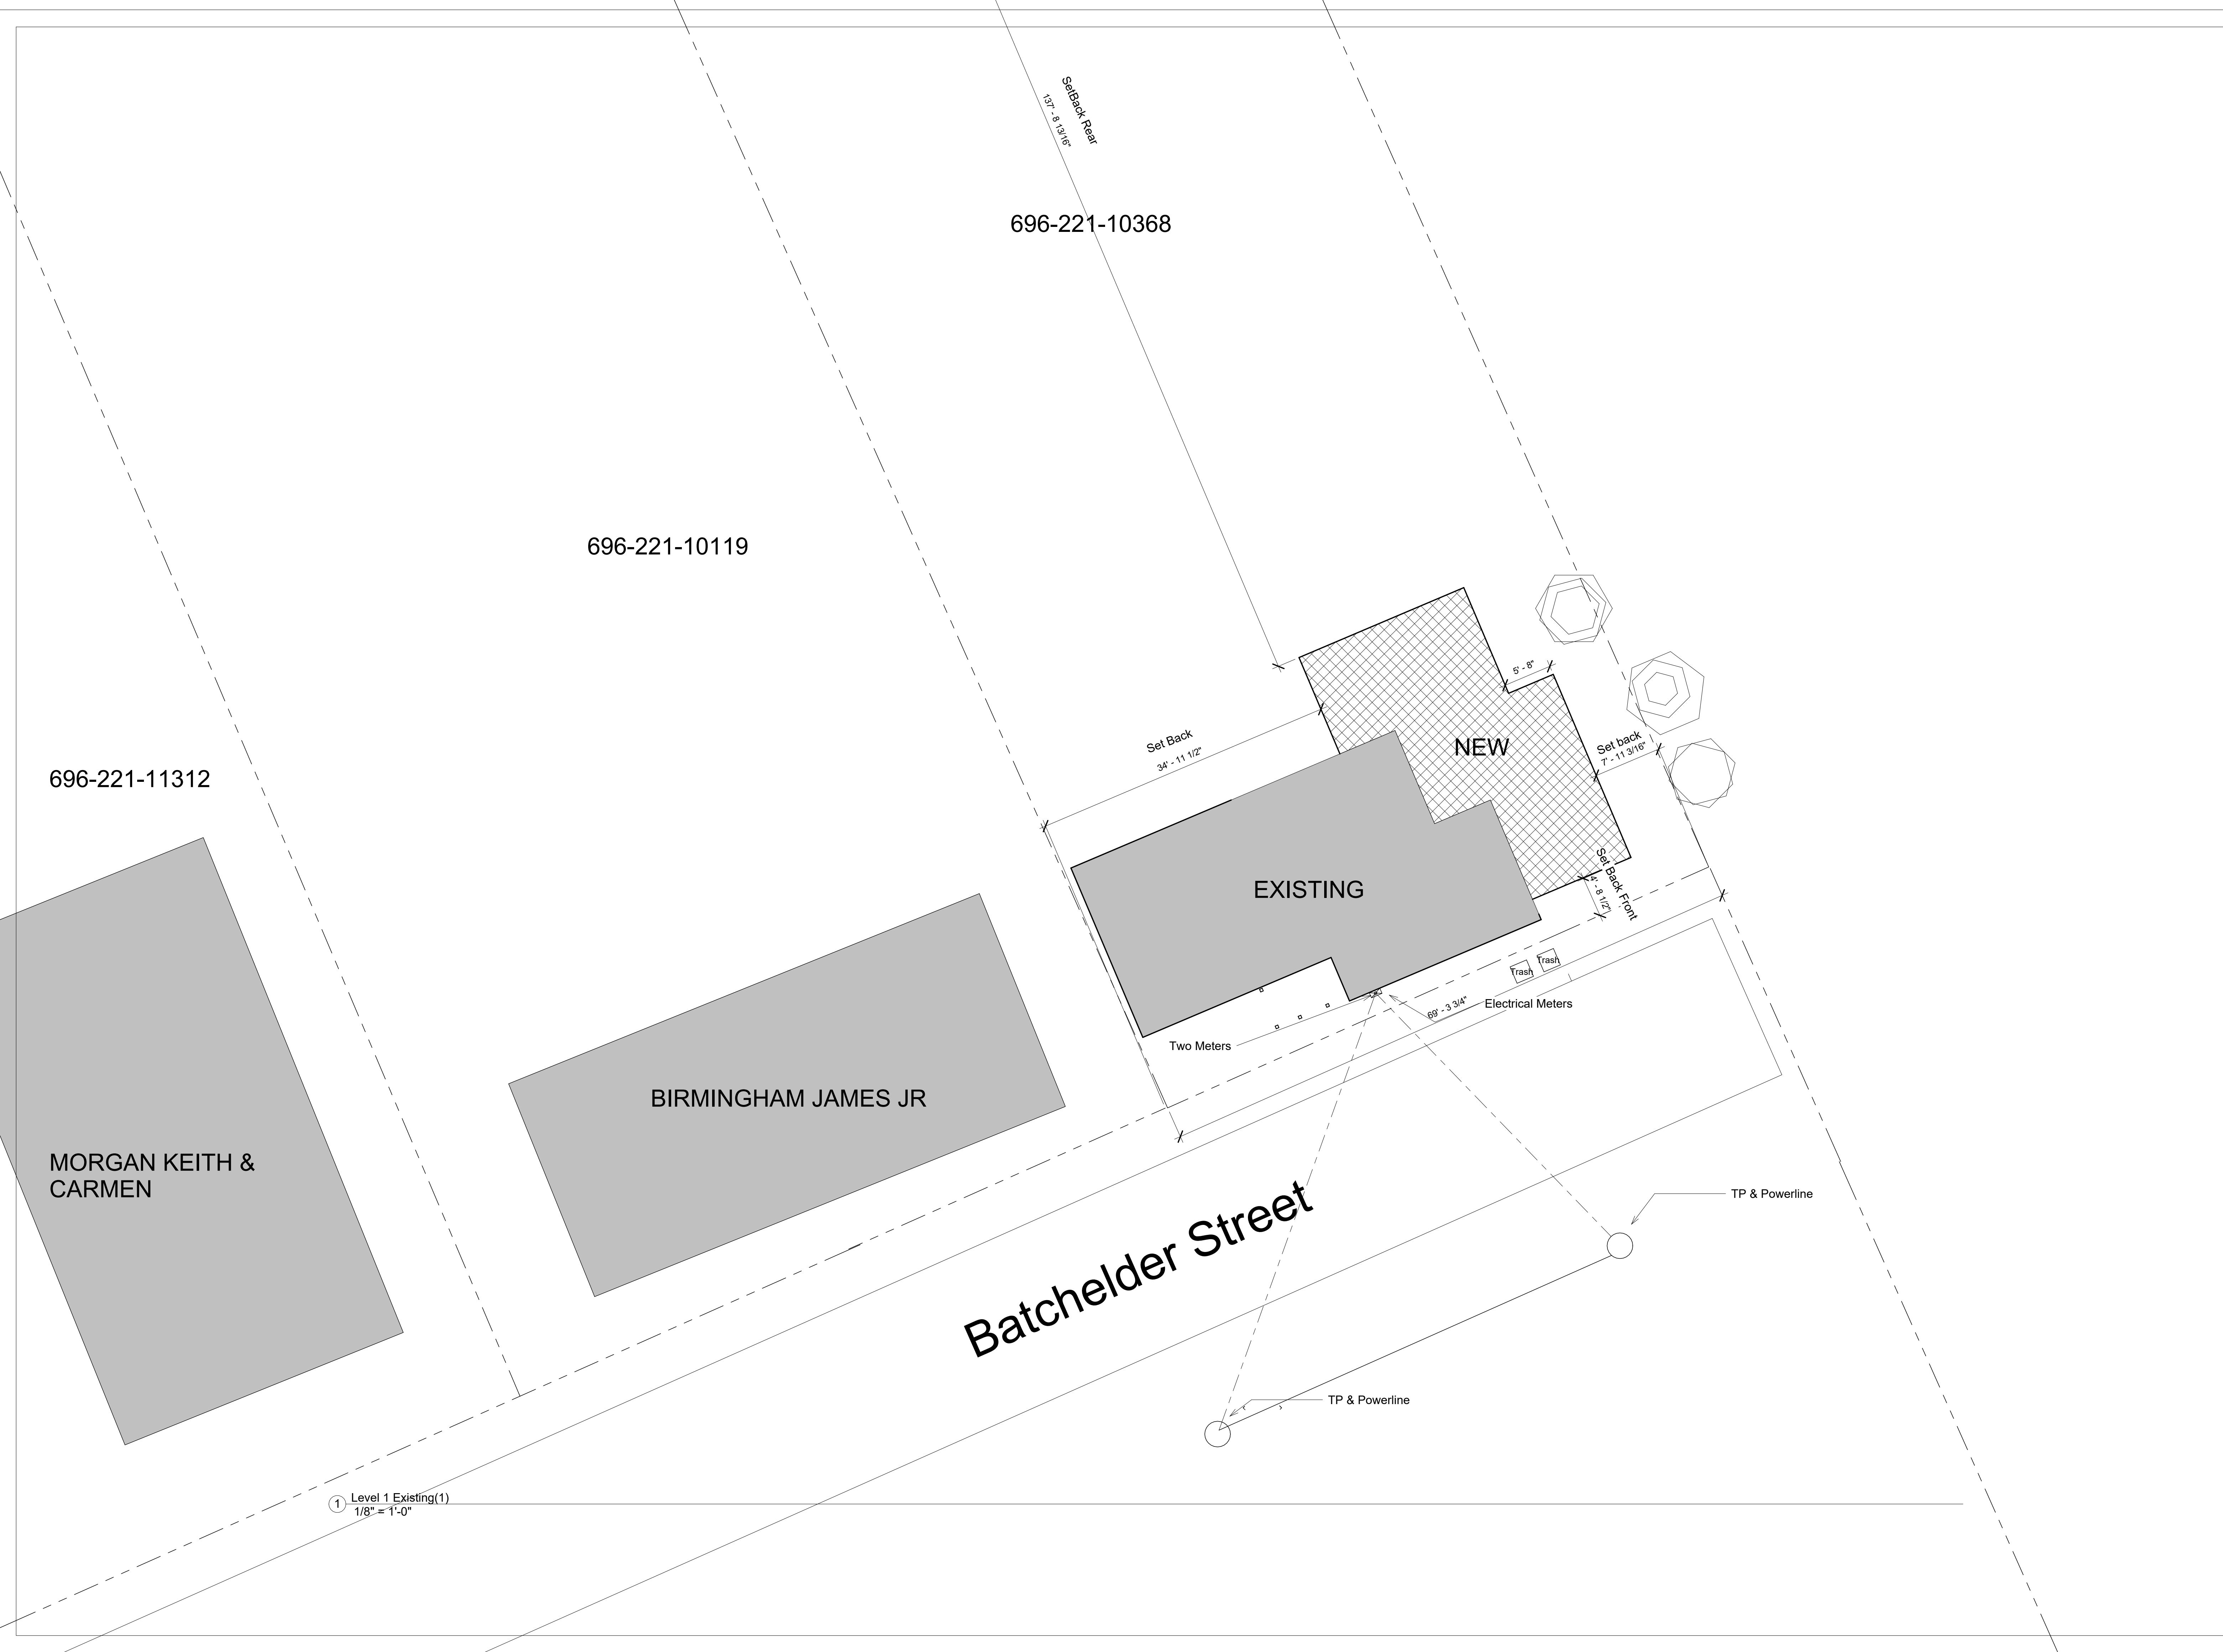 SetBack Rear
137' - 8 13/16"
696-221-10368
696-221-10119
5' - 8"
Set Back
34' - 11 1/2"
NEW
Set back
7' - 11 3/16"
696-221-11312
EXISTING
Set Back Front
4' - 8 1/2"
Trash
Trash
69' - 3 3/4"
Electrical Meters
Two Meters
BIRMINGHAM JAMES JR
MORGAN KEITH &
CARMEN
TP & Powerline
Batchelder Street
TP & Powerline
1
Level 1 Existing(1)
1/8" = 1'-0"